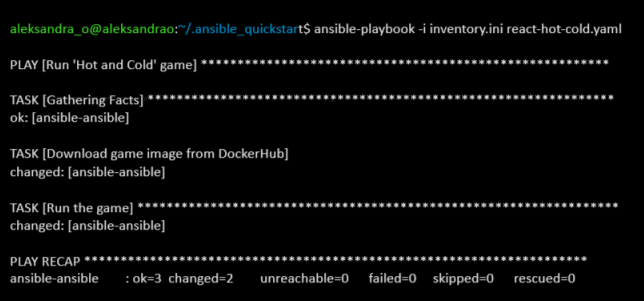 aleksandra_o@aleksandrao:~/.ansible_quickstart$ ansible-playbook -i inventory.ini react-hot-cold.yaml
PLAY [Run 'Hot and Cold' game] *********************************************************
TASK [Gathering Facts] *****************************************************************
ok: [ansible-ansible]
TASK [Download game image from DockerHub]
changed: [ansible-ansible]
TASK [Run the game] *******************************************************************
changed: [ansible-ansible]
PLAY RECAP **********************************************************************
ansible-ansible : ok=3 changed=2 unreachable=0 failed=0 skipped=0 rescued=0